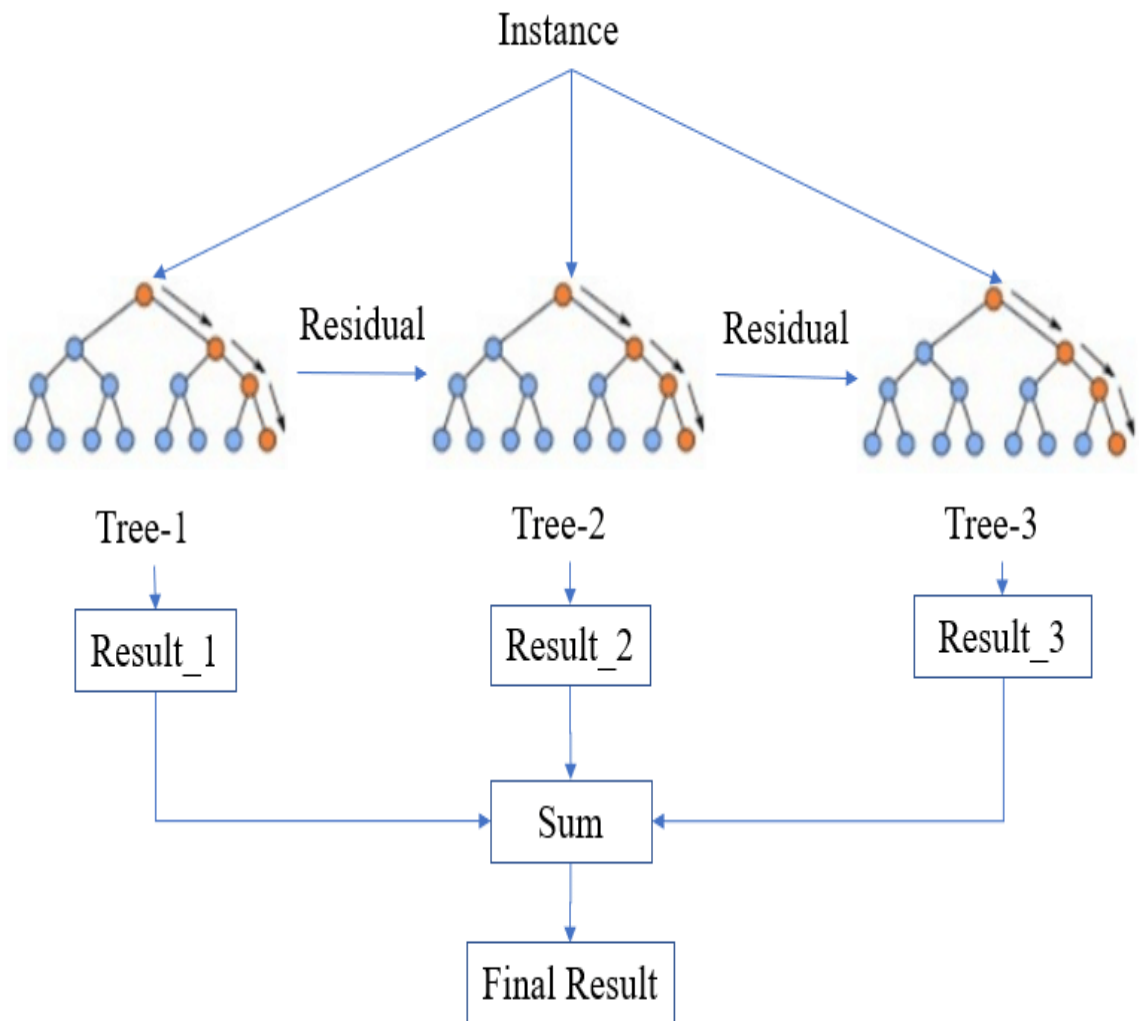 Instance
Residual
Residual
Tree-1
Tree-2
Tree-3
Result_1
Result_2
Result_3
Sum
Final Result